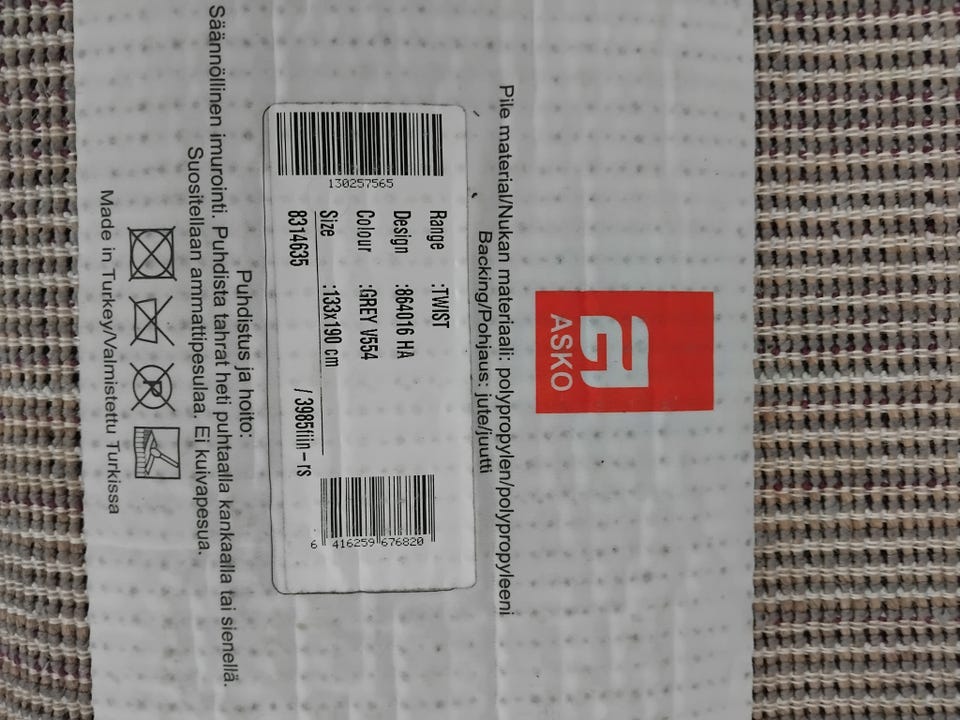 ASKO
Pile material/Nukan materiaali: polypropylen/polypropyleeni
Backing/Pohjaus: jute/juutti
130257565
Range :TWIST
Design :864016 HA
Colour :GREY V554
Size :133x190 cm
8314635 / 3985fiin-rs
6 416259 676820
Puhdistus ja hoito:
Säännöllinen imurointi. Puhdista tahrat heti puhtaalla kankaalla tai sienellä.
Suositellaan ammattipesulaa. Ei kuivapesua.
P
Made in Turkey/Valmistettu Turkissa